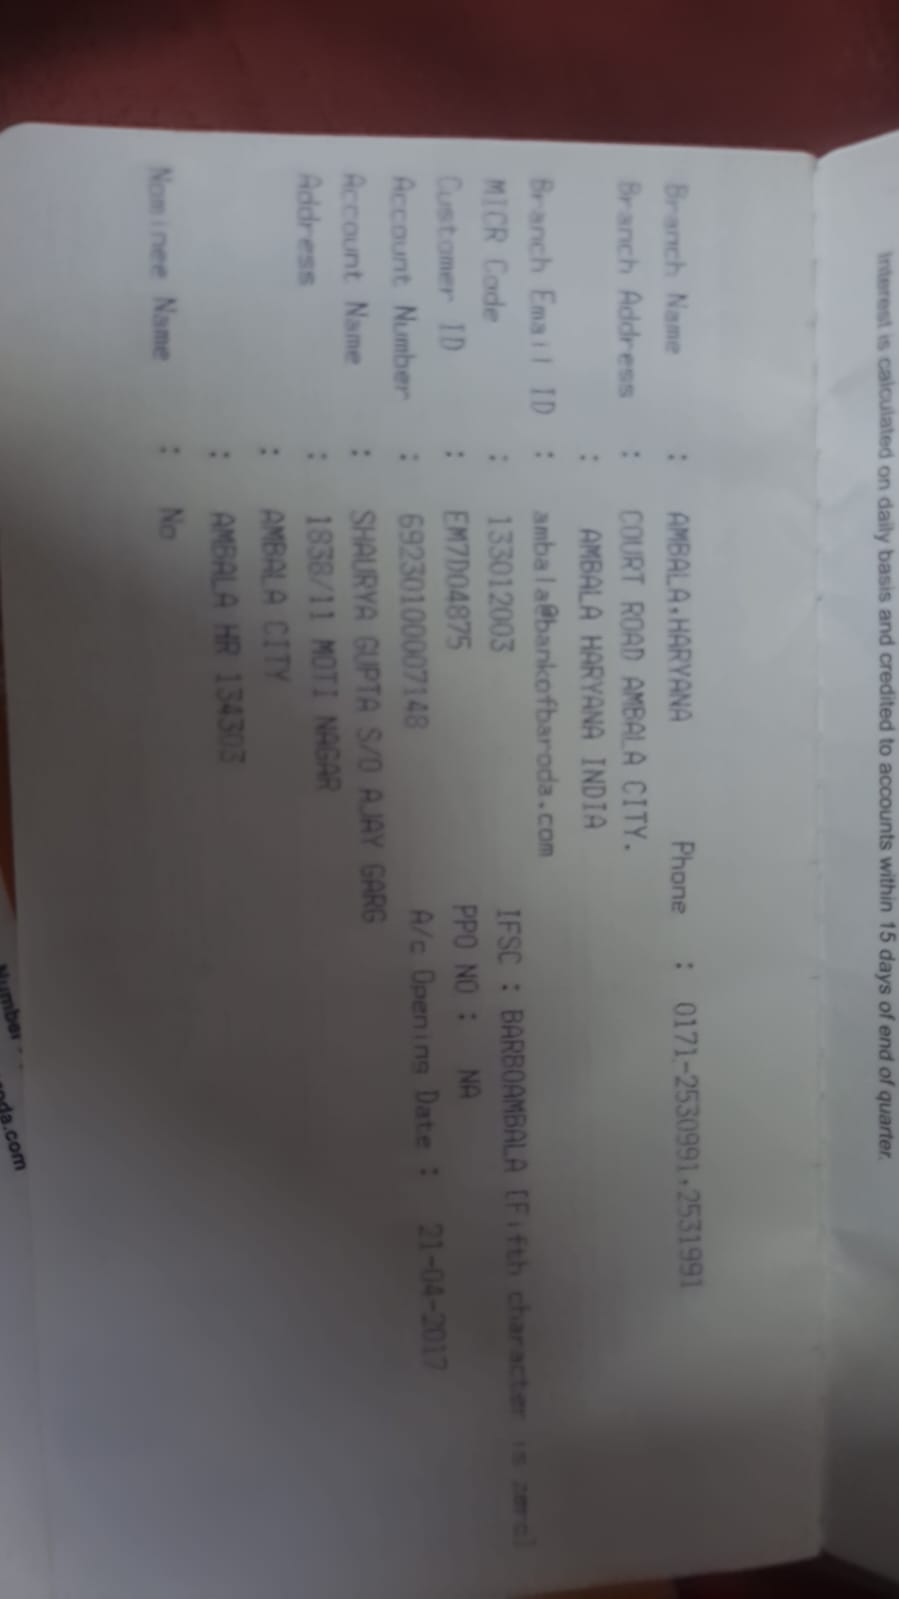 Interest is calculated on daily basis and credited to accounts within 15 days of end of quarter.
Branch Name : AMBALA,HARYANA Phone : 0171-2530991,2531991
Branch Address : COURT ROAD AMBALA CITY.
: AMBALA HARYANA INDIA
Branch Email ID : ambala@bankofbaroda.com
MICR Code : 133012003 IFSC : BARB0AMBALA [Fifth character is zero]
Customer ID : EM7D04875 PPO NO : NA
Account Number : 69230100007148 A/c Opening Date : 21-04-2017
Account Name : SHAURYA GUPTA S/O AJAY GARG
Address : 1838/11 MOTI NAGAR
: AMBALA CITY
: AMBALA HR 134303
Nominee Name : No
Number
oda.com